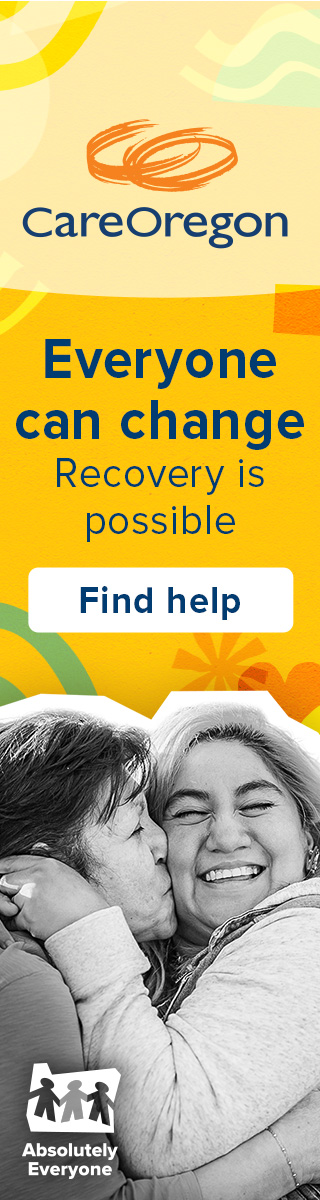 CareOregon
Everyone
can change
Recovery is
possible
Find help
Absolutely
Everyone